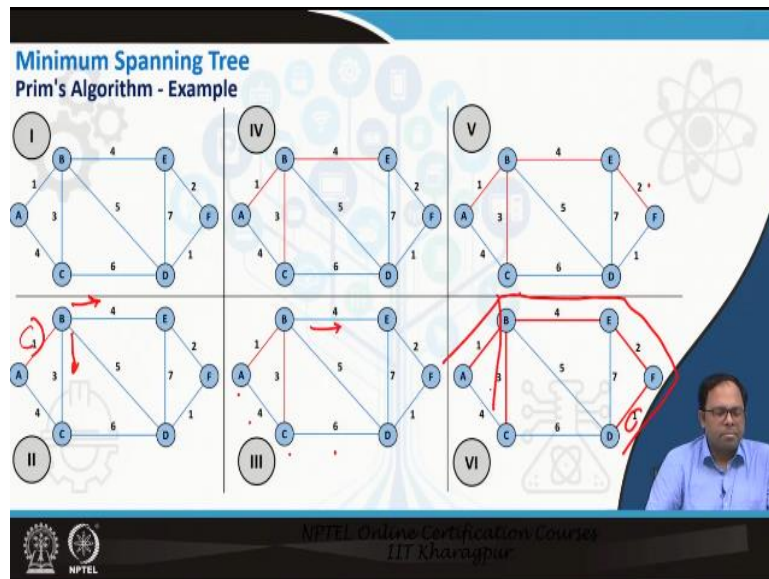 Minimum Spanning Tree
Prim's Algorithm - Example
I
B 4 E
1 2
A 3 5 7 F
4 1
C 6 D
IV
B 4 E
1 2
A 3 5 7 F
4 1
C 6 D
V
B 4 E
1 2
A 3 5 7 F
4 1
C 6 D
B 4 E
1 2
A 3 5 7 F
4 1
C 6 D
II
B 4 E
1 2
A 3 5 7 F
4 1
C 6 D
III
B 4 E
1 2
A 3 5 7 F
4 1
C 6 D
VI
NPTEL
NPTEL Online Certification Courses
IIT Kharagpur